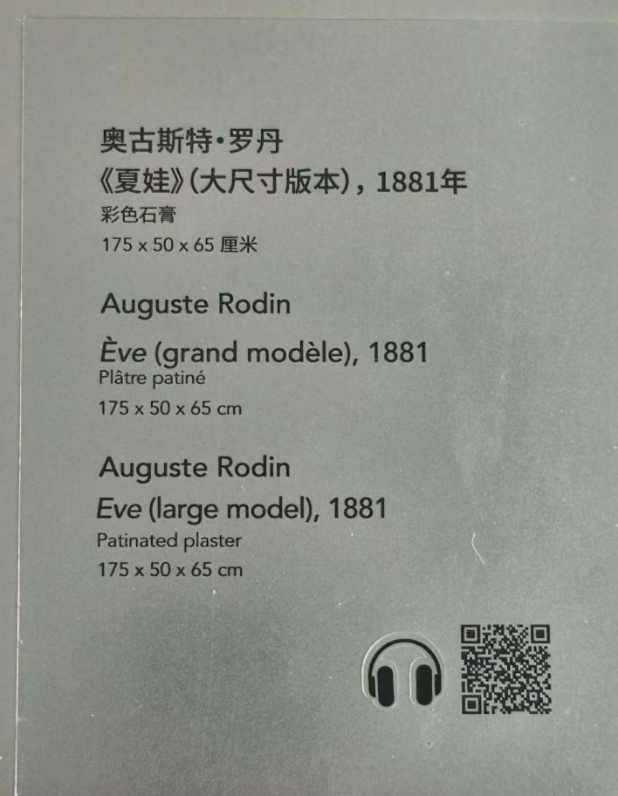 奥古斯特•罗丹
《夏娃》（大尺寸版本），1881年
彩色石膏
175 x 50 x 65 厘米
Auguste Rodin
Ève (grand modèle), 1881
Plâtre patiné
175 x 50 x 65 cm
Auguste Rodin
Eve (large model), 1881
Patinated plaster
175 x 50 x 65 cm